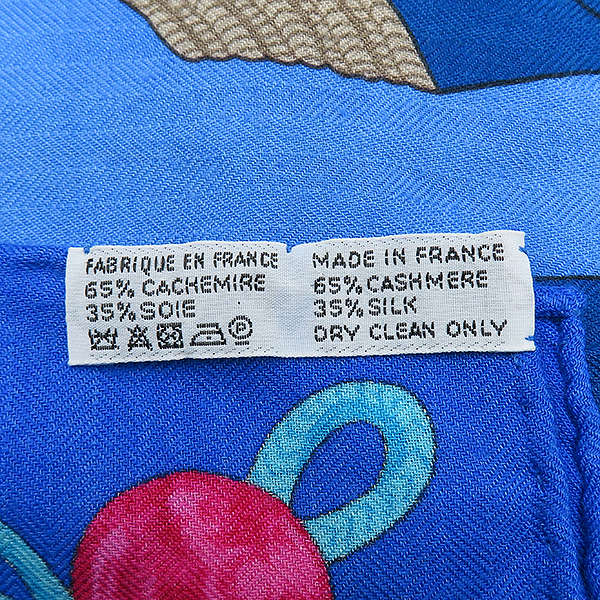 FABRIQUE EN FRANCE
65% CACHEMIRE
35% SOIE
MADE IN FRANCE
65% CASHMERE
35% SILK
DRY CLEAN ONLY